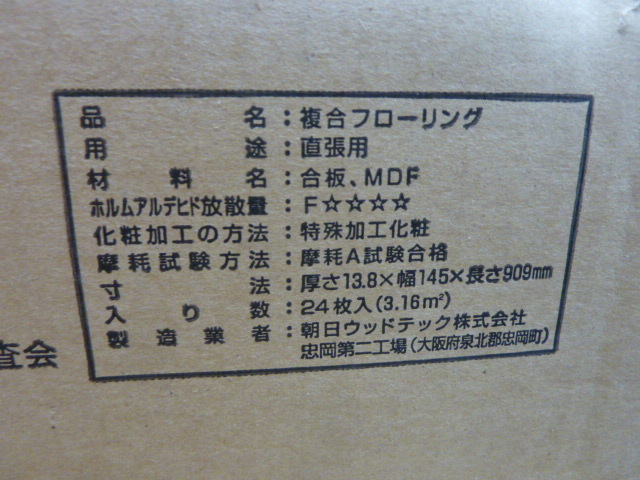 品名：複合フローリング
用途：直張用
材料名：合板、MDF
ホルムアルデヒド放散量：F☆☆☆☆
化粧加工の方法：特殊加工化粧
摩耗試験方法：摩耗A試験合格
寸法：厚さ13.8×幅145×長さ909mm
入り数：24枚入(3.16㎡)
製造業者：朝日ウッドテック株式会社
忠岡第二工場(大阪府泉北郡忠岡町)
査会